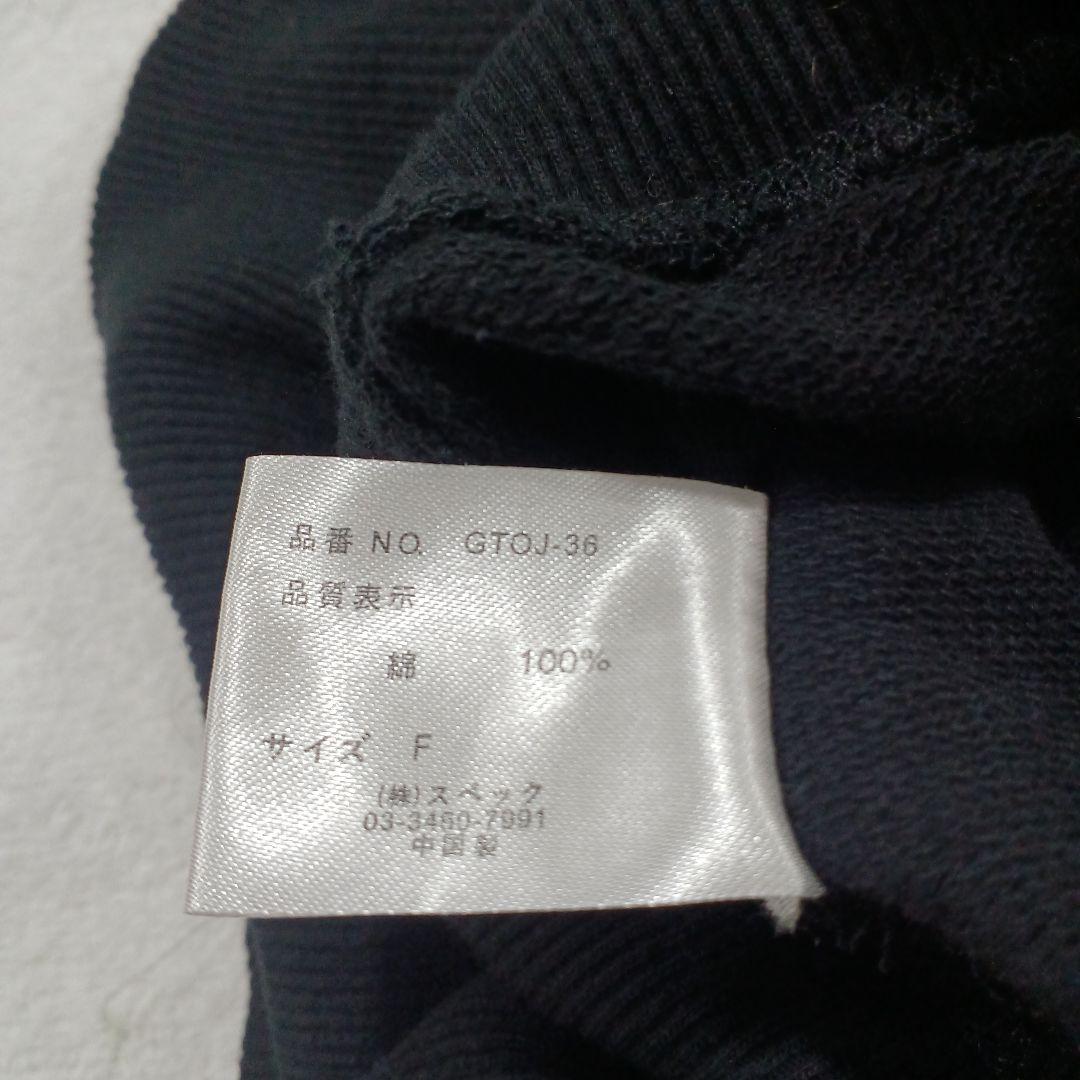 品番 NO. GTOJ-36
品質表示
綿 100%
サイズ F
(株)スペック
03-3460-7991
中国製